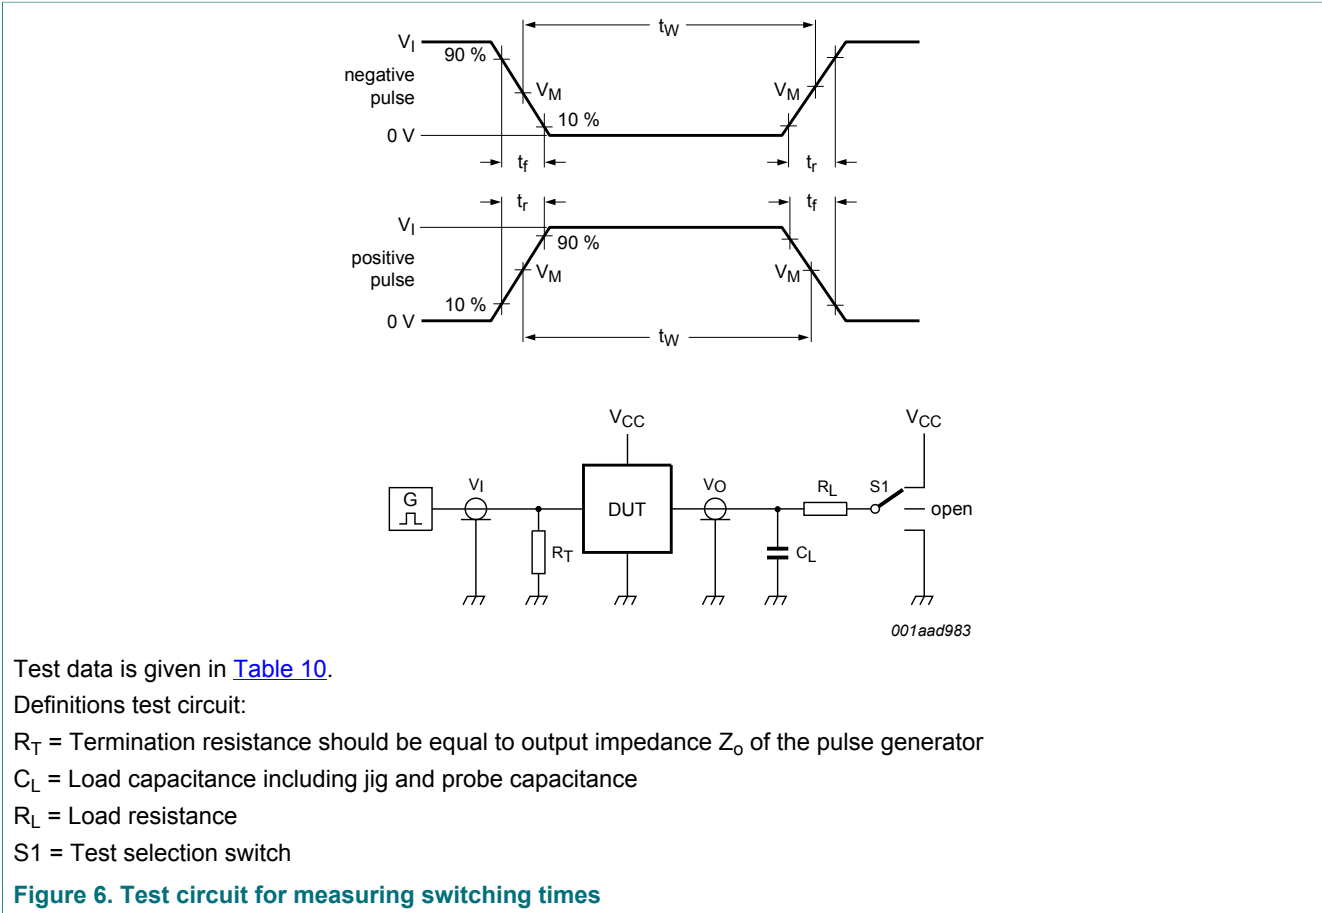 tW
VI
90 %
negative
pulse
VM
VM
10 %
0 V
tf
tr
tr
tf
VI
90 %
positive
pulse
VM
VM
10 %
0 V
tW
VCC
VCC
G
VI
DUT
VO
RL
S1
open
RT
CL
001aad983
Test data is given in Table 10.
Definitions test circuit:
RT = Termination resistance should be equal to output impedance Zo of the pulse generator
CL = Load capacitance including jig and probe capacitance
RL = Load resistance
S1 = Test selection switch
Figure 6. Test circuit for measuring switching times